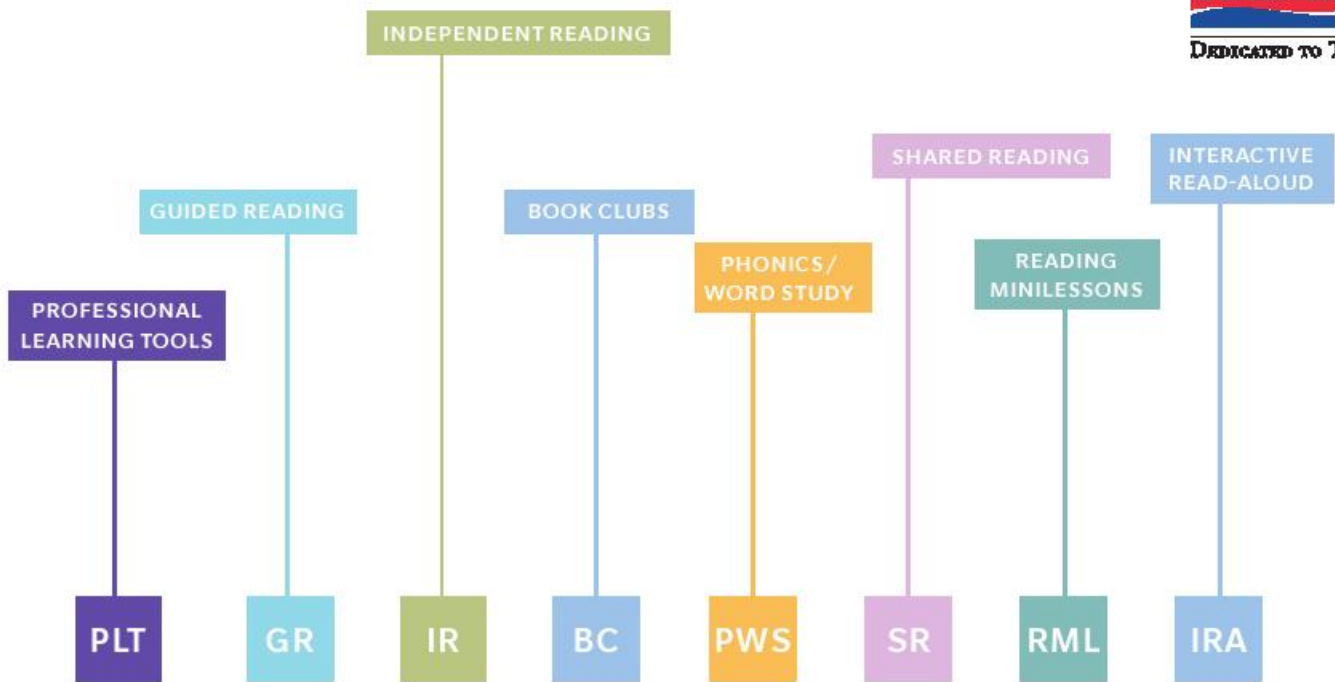 INDEPENDENT READING
DEDICATED TO
SHARED READING
INTERACTIVE
READ-ALOUD
GUIDED READING
BOOK CLUBS
PHONICS /
WORD STUDY
READING
MINILESSONS
PROFESSIONAL
LEARNING TOOLS
PLT
GR
IR
BC
PWS
SR
RML
IRA